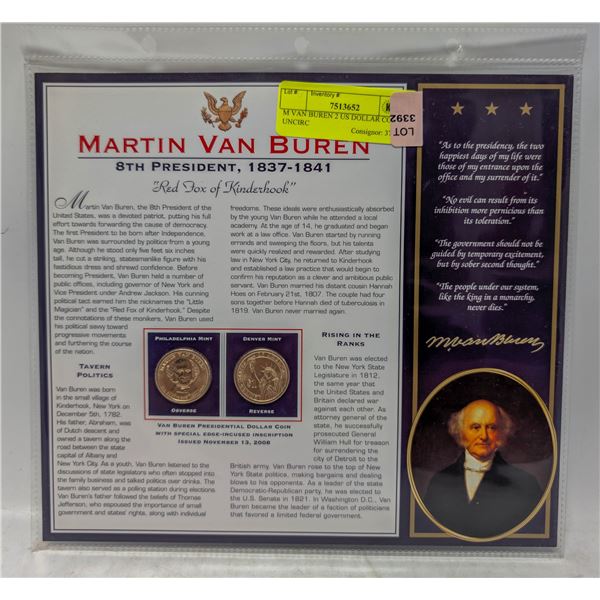 Lot # Inventory #
7513652
M VAN BUREN 2 US DOLLAR
UNCIRC
Consignor:
LOT
3392
MARTIN VAN BUREN
8TH PRESIDENT, 1837-1841
"Red Fox of Kinderhook"
Martin Van Buren, the 8th President of the
United States, was a devoted patriot, putting his full
effort towards forwarding the cause of democracy.
The first President to be born after Independence,
Van Buren was surrounded by politics from a young
age. Although he stood only five feet six inches
tall, he cut a striking, statesmanlike figure with his
fastidious dress and shrewd confidence. Before
becoming President, Van Buren held a number of
public offices, including governor of New York and
Vice President under Andrew Jackson. His cunning
political tact earned him the nicknames the "Little
Magician" and the "Red Fox of Kinderhook." Despite
the connotations of these monikers, Van Buren used
his political savvy toward
progressive movements
and furthering the course
of the nation.
TAVERN
POLITICS
Van Buren was born
in the small village of
Kinderhook, New York on
December 5th, 1782.
His father, Abraham, was
of Dutch descent and
owned a tavern along the
road between the state
capital of Albany and
New York City. As a youth, Van Buren listened to the
discussions of state legislators who often stopped into
the family business and talked politics over drinks. The
tavern also served as a polling station during elections.
Van Buren's father followed the beliefs of Thomas
Jefferson, who espoused the importance of small
government and states' rights, along with individual
freedoms. These ideals were enthusiastically absorbed
by the young Van Buren while he attended a local
academy. At the age of 14, he graduated and began
work at a law office. Van Buren started by running
errands and sweeping the floors, but his talents
were quickly realized and rewarded. After studying
law in New York City, he returned to Kinderhook
and established a law practice that would begin to
confirm his reputation as an ambitious public
servant. Van Buren married his distant cousin Hannah
Hoes on February 21st, 1807. The couple had four
sons together before Hannah died of tuberculosis in
1819. Van Buren never married again.
PHILADELPHIA MINT
DENVER MINT
OBVERSE
REVERSE
VAN BUREN PRESIDENTIAL DOLLAR COIN
WITH SPECIAL EDGE-INCUSED INSCRIPTION
ISSUED NOVEMBER 13, 2008
RISING IN THE
RANKS
Van Buren was elected
to the New York State
Legislature in 1812,
the same year that
the United States and
Britain declared war
against each other. As
attorney general of the
state, he successfully
prosecuted General
William Hull for treason
for surrendering the
city of Detroit to the
British army. Van Buren rose to the top of New
York State politics, making bargains and dealing
blows to his opponents. As a leader of the state
Democratic-Republican party, he was elected to
the U.S. Senate in 1821. In Washington D.C., Van
Buren became the leader of a faction of politicians
that favored a limited federal government.
"As to the presidency, the two
happiest days of my life were
those of my entrance upon the
office and my surrender of it."
"No evil can result from its
inhibition more pernicious than
its toleration."
"The government should not be
guided by temporary excitement,
but by sober second thought."
"The people under our system,
like the king in a monarchy,
never dies."
M. Van Buren